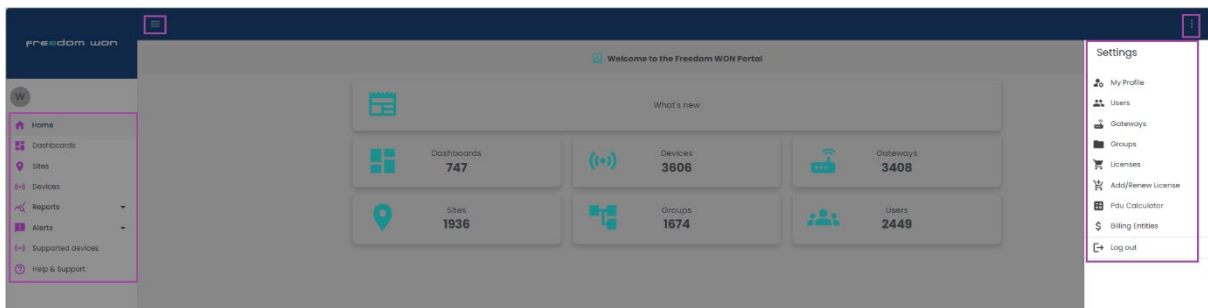 Freedom won
W
Home
Dashboards
Sites
Devices
Reports
Alerts
Supported devices
Help & Support
Welcome to the Freedom WON Portal
What's new
Dashboards
747
Devices
3606
Gateways
3408
Sites
1936
Groups
1674
Users
2449
Settings
My Profile
Users
Gateways
Groups
Licenses
Add/Renew License
Pdu Calculator
Billing Entities
Log out